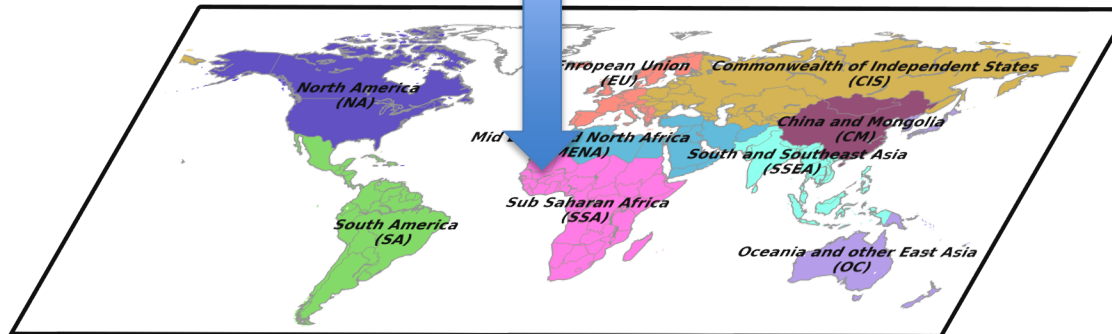 North America
(NA)
European Union
(EU)
Commonwealth of Independent States
(CIS)
China and Mongolia
(CM)
Mid North Africa
MENA)
South and Southeast Asia
(SSEA)
Sub Saharan Africa
(SSA)
South America
(SA)
Oceania and other East Asia
(OC)